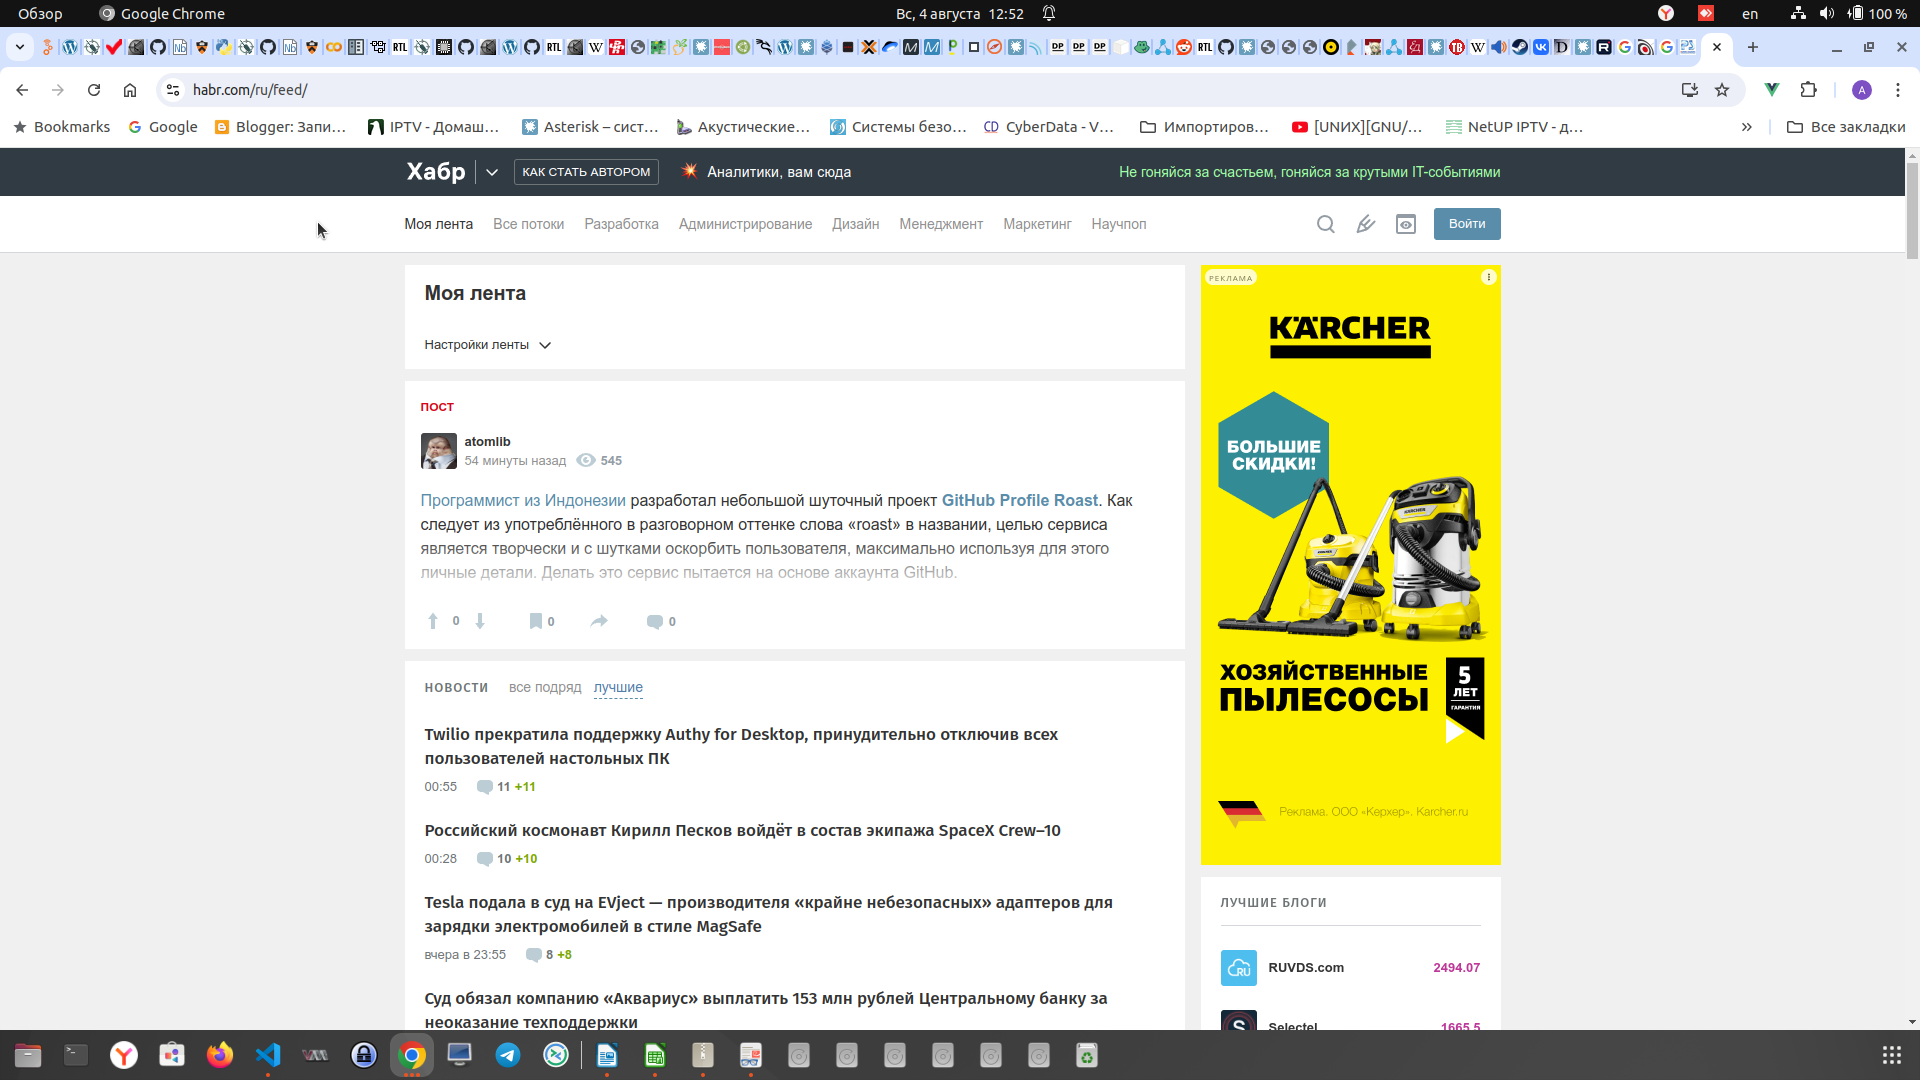 Обзор
Google Chrome
Вс, 4 августа 12:52
en
100 %
habr.com/ru/feed/
A
Bookmarks
Google
Blogger: Запи…
IPTV - Домаш…
Asterisk – сист…
Акустические…
Системы безо…
CD CyberData - V…
Импортиров…
[UNИX][GNU/…
NetUP IPTV - д…
»
Все закладки
Хабр
КАК СТАТЬ АВТОРОМ
Аналитики, вам сюда
Не гоняйся за счастьем, гоняйся за крутыми IT-событиями
Моя лента
Все потоки
Разработка
Администрирование
Дизайн
Менеджмент
Маркетинг
Научпоп
Войти
Моя лента
Настройки ленты
ПОСТ
atomlib
54 минуты назад 545
Программист из Индонезии разработал небольшой шуточный проект GitHub Profile Roast. Как
следует из употреблённого в разговорном оттенке слова «roast» в названии, целью сервиса
является творчески и с шутками оскорбить пользователя, максимально используя для этого
личные детали. Делать это сервис пытается на основе аккаунта GitHub.
0 0 0
НОВОСТИ все подряд лучшие
Twilio прекратила поддержку Authy for Desktop, принудительно отключив всех
пользователей настольных ПК
00:55 11 +11
Российский космонавт Кирилл Песков войдёт в состав экипажа SpaceX Crew–10
00:28 10 +10
Tesla подала в суд на EVject — производителя «крайне небезопасных» адаптеров для
зарядки электромобилей в стиле MagSafe
вчера в 23:55 8 +8
Суд обязал компанию «Аквариус» выплатить 153 млн рублей Центральному банку за
неоказание техподдержки
РЕКЛАМА
KÄRCHER
БОЛЬШИЕ
СКИДКИ!
ХОЗЯЙСТВЕННЫЕ
ПЫЛЕСОСЫ
5
ЛЕТ
ГАРАНТИЯ
Реклама. ООО «Керхер». Karcher.ru
ЛУЧШИЕ БЛОГИ
RUVDS.com 2494.07
Selectel 1665.5